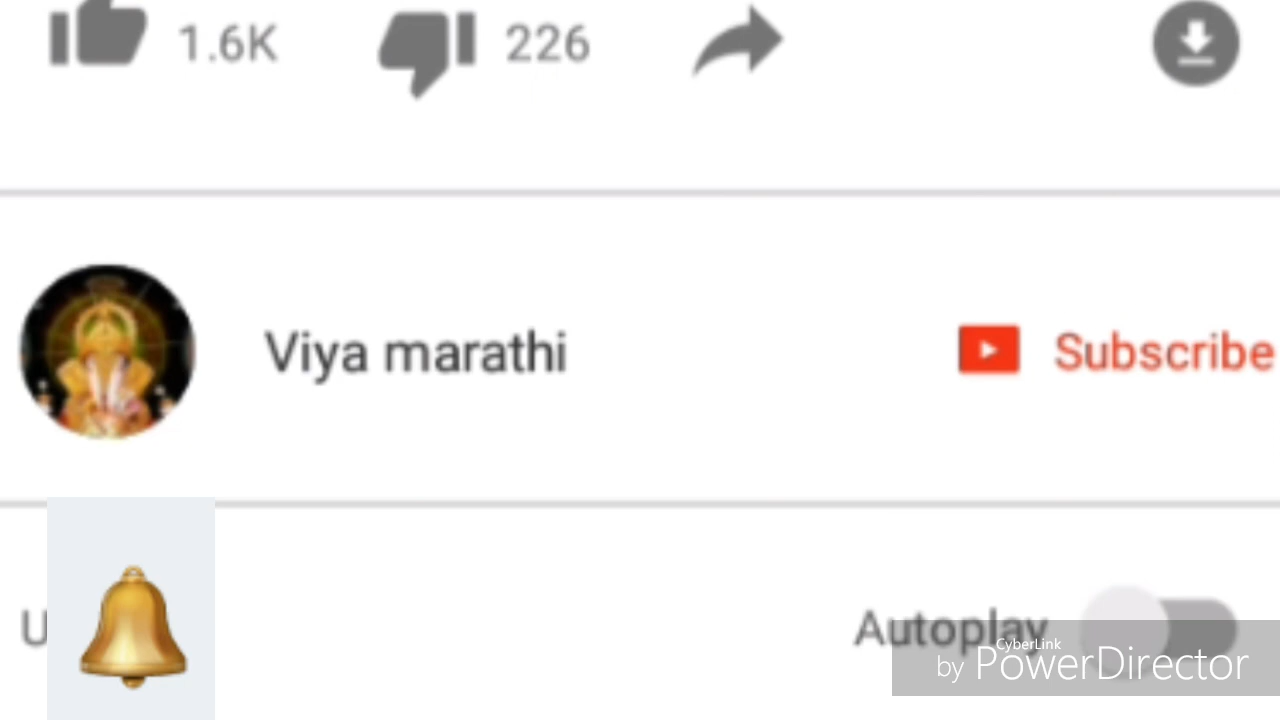 1.6K 226
Viya marathi Subscribe
U Autoplay
CyberLink
by PowerDirector